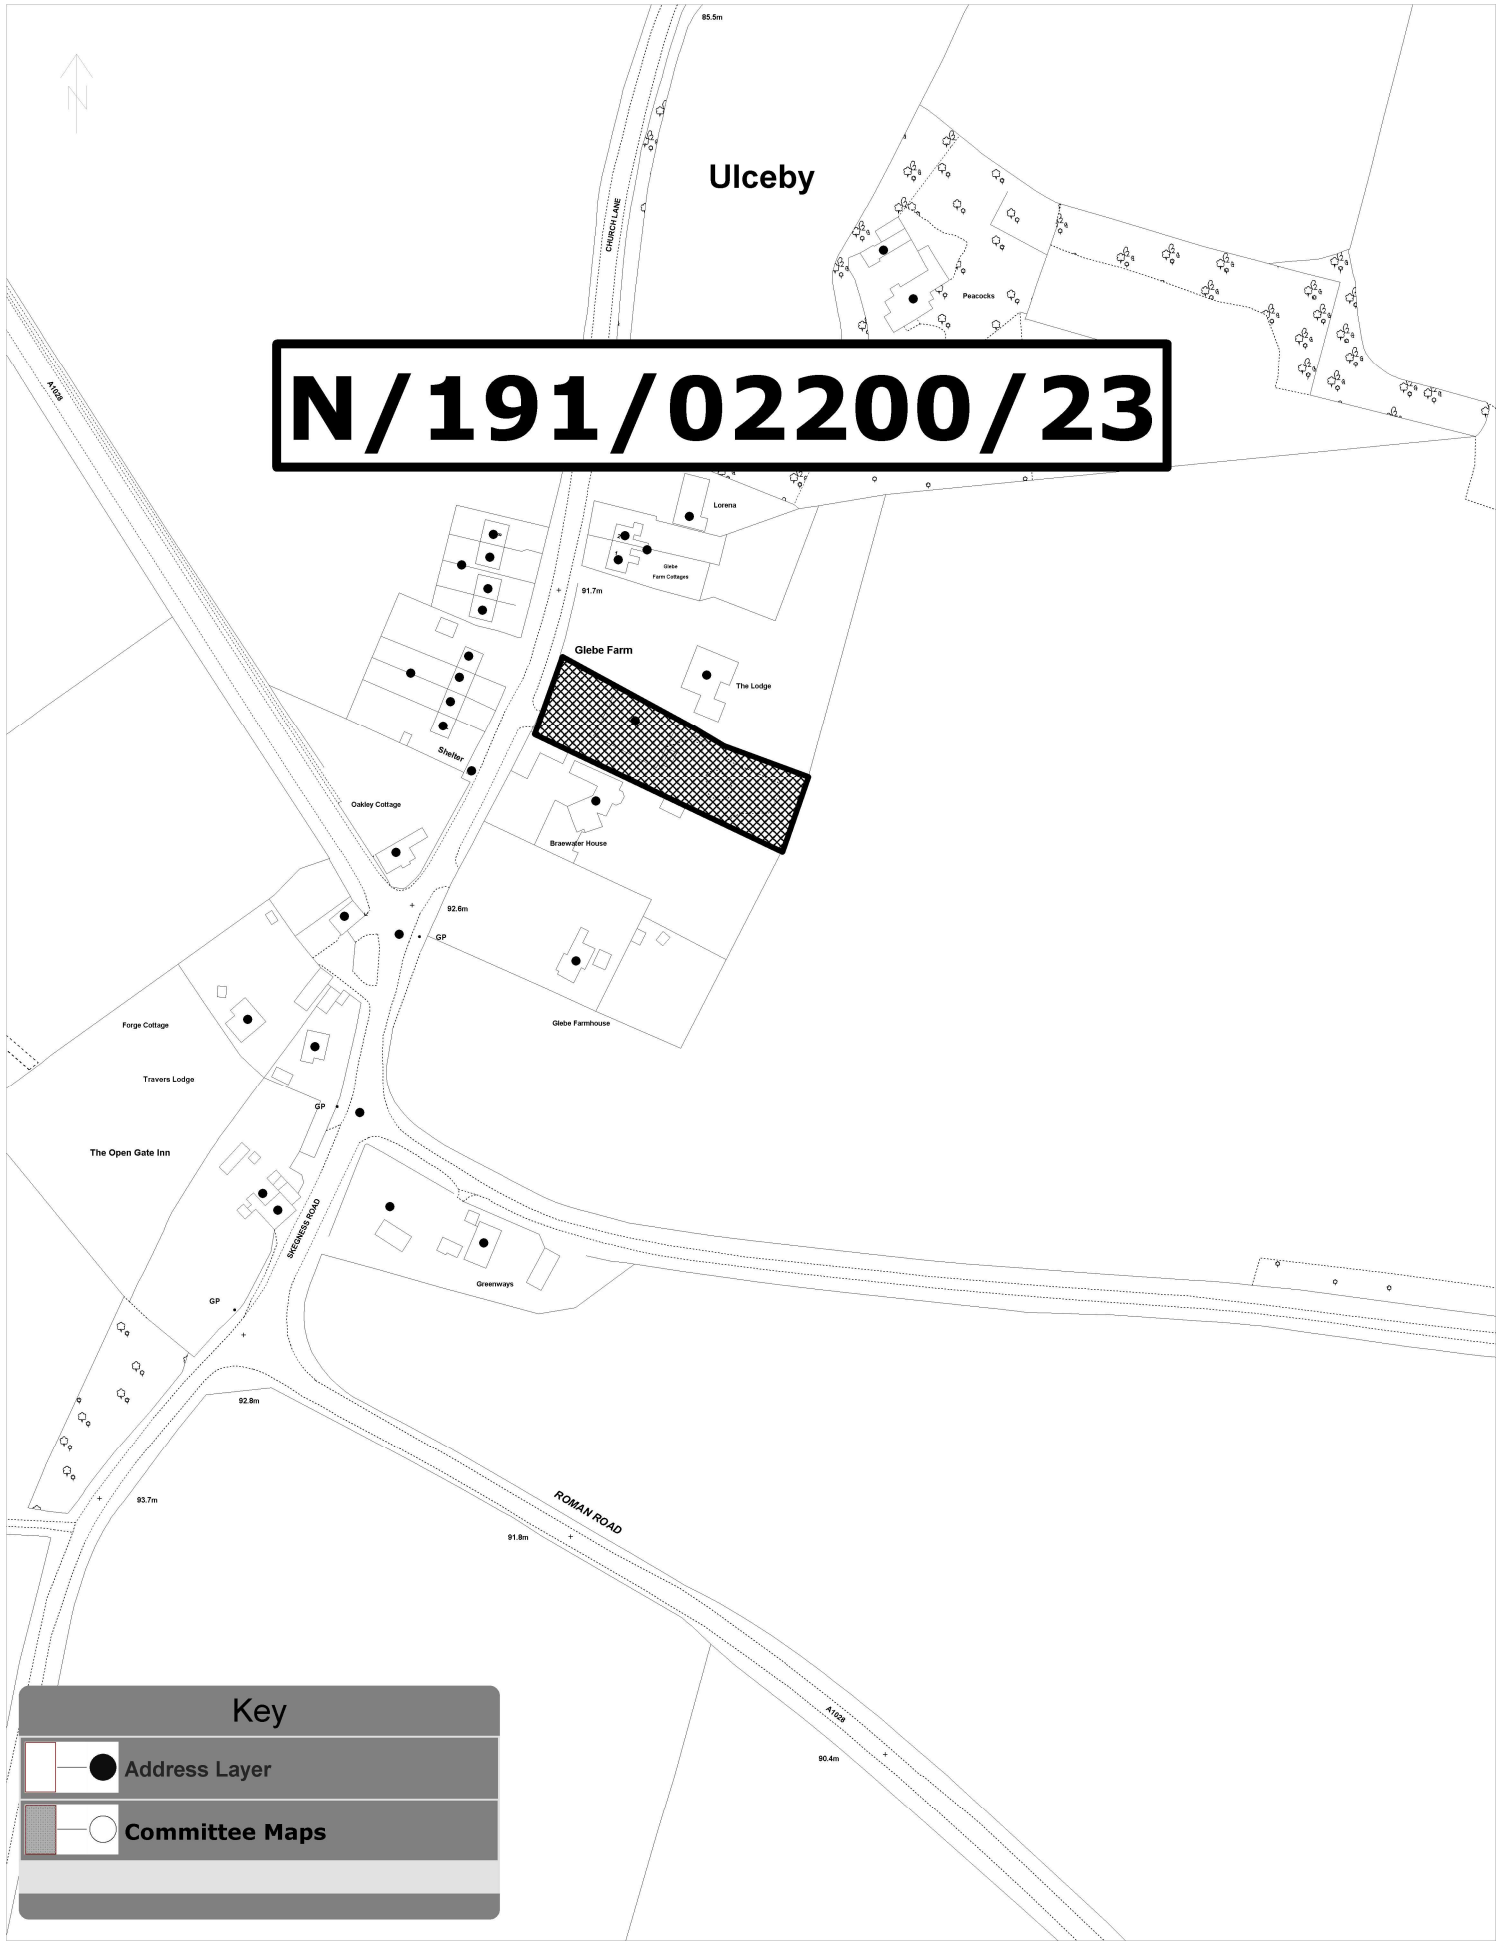 85.5m
N
Ulceby
CHURCH LANE
Peacocks
A1028
N/191/02200/23
Lorena
2
1
Glebe
Farm Cottages
91.7m
Glebe Farm
The Lodge
Shelter
Oakley Cottage
Braewater House
92.6m
GP
Forge Cottage
Glebe Farmhouse
Travers Lodge
GP
The Open Gate Inn
SKEGNESS ROAD
Greenways
GP
92.8m
93.7m
ROMAN ROAD
91.8m
A1028
90.4m
Key
Address Layer
Committee Maps